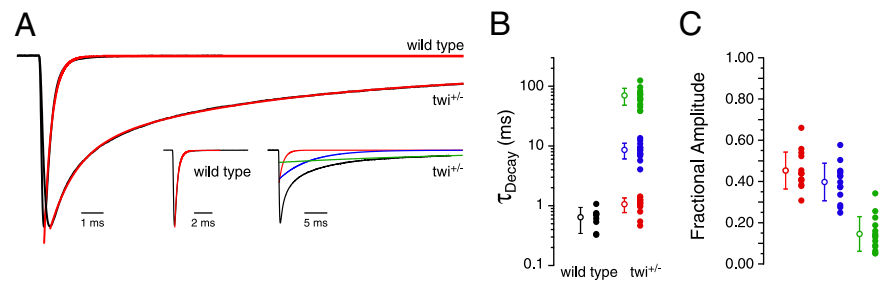 A
wild type
twi+/-
wild type
twi+/-
1 ms
2 ms
5 ms
B
τDecay (ms)
100
10
1
0.1
wild type
twi+/-
C
Fractional Amplitude
1.00
0.80
0.60
0.40
0.20
0.00